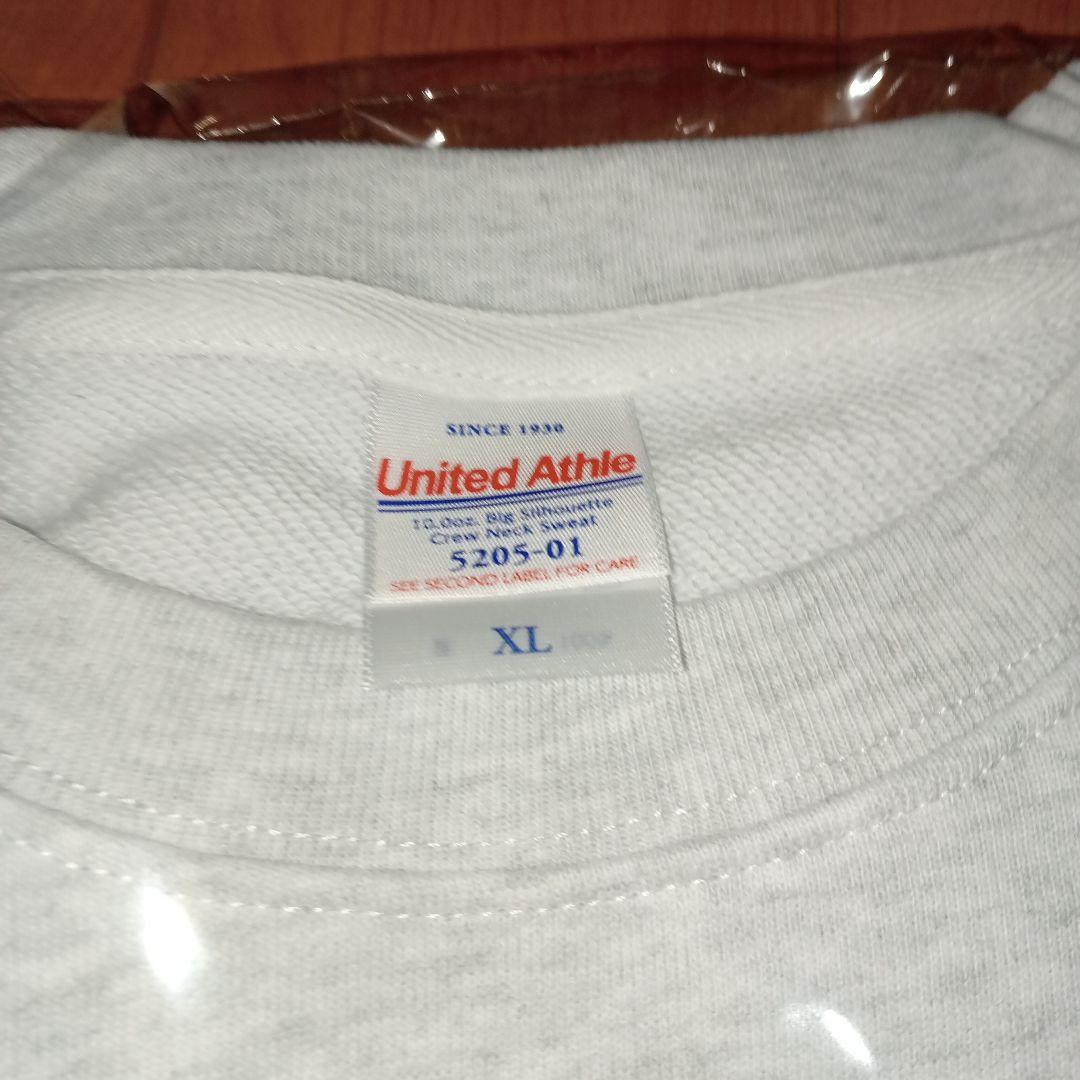 SINCE 1930
United Athle
10.0oz. Big Silhouette
Crew Neck Sweat
5205-01
SEE SECOND LABEL FOR CARE
XL